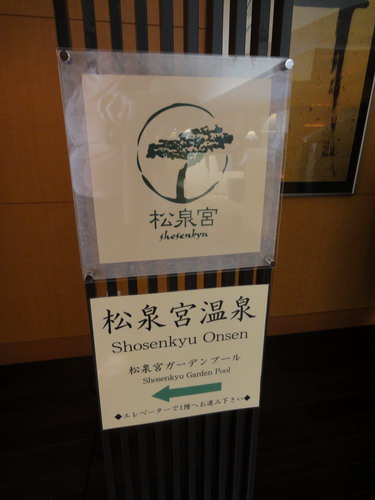 松泉宮
shosenkyu
松泉宮温泉
Shosenkyu Onsen
松泉宮ガーデンプール
Shosenkyu Garden Pool
◆エレベーターで1階へお進み下さい◆